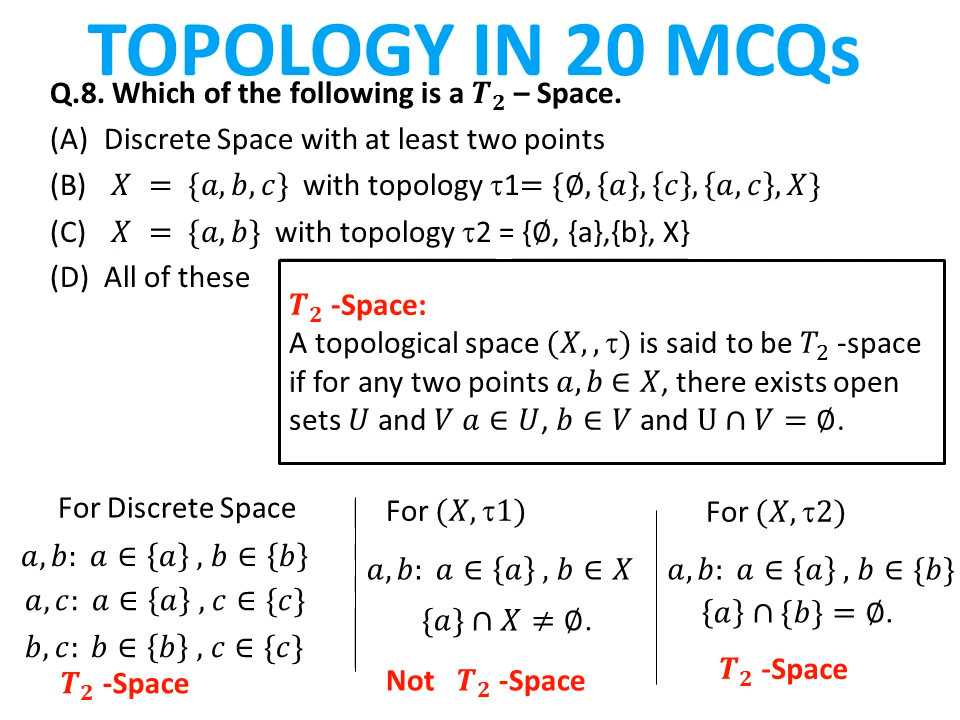 TOPOLOGY IN 20 MCQs
Q.8. Which of the following is a 𝑻₂ – Space.
(A) Discrete Space with at least two points
(B) 𝑋 = {𝑎, 𝑏, 𝑐} with topology τ1= {∅, {𝑎}, {𝑐}, {𝑎, 𝑐}, 𝑋}
(C) 𝑋 = {𝑎, 𝑏} with topology τ2 = {∅, {a},{b}, X}
(D) All of these
𝑻₂ -Space:
A topological space (𝑋, , τ) is said to be 𝑇₂ -space
if for any two points 𝑎, 𝑏 ∈ 𝑋, there exists open
sets 𝑈 and 𝑉 𝑎 ∈ 𝑈, 𝑏 ∈ 𝑉 and U ∩ 𝑉 = ∅.
For Discrete Space
𝑎, 𝑏: 𝑎 ∈ {𝑎} , 𝑏 ∈ {𝑏}
𝑎, 𝑐: 𝑎 ∈ {𝑎} , 𝑐 ∈ {𝑐}
𝑏, 𝑐: 𝑏 ∈ {𝑏} , 𝑐 ∈ {𝑐}
𝑻₂ -Space
For (𝑋, τ1)
𝑎, 𝑏: 𝑎 ∈ {𝑎} , 𝑏 ∈ 𝑋
{𝑎} ∩ 𝑋 ≠ ∅.
Not 𝑻₂ -Space
For (𝑋, τ2)
𝑎, 𝑏: 𝑎 ∈ {𝑎} , 𝑏 ∈ {𝑏}
{𝑎} ∩ {𝑏} = ∅.
𝑻₂ -Space